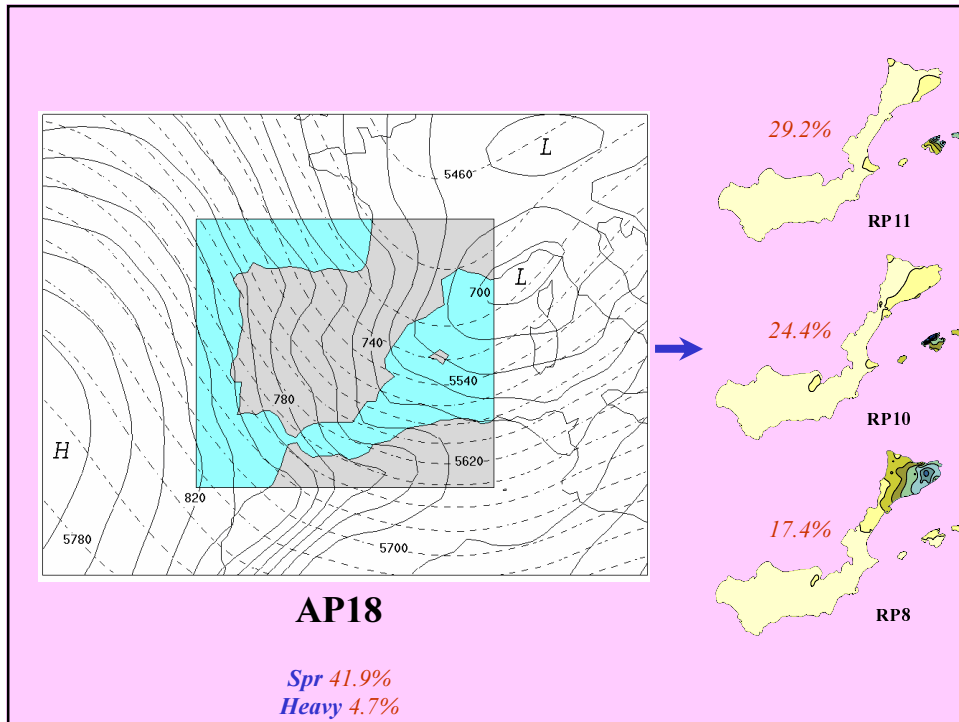 L
5460
L
700
740
5540
780
H
5620
820
5780
5700
AP18
Spr 41.9%
Heavy 4.7%
29.2%
RP11
24.4%
RP10
17.4%
RP8